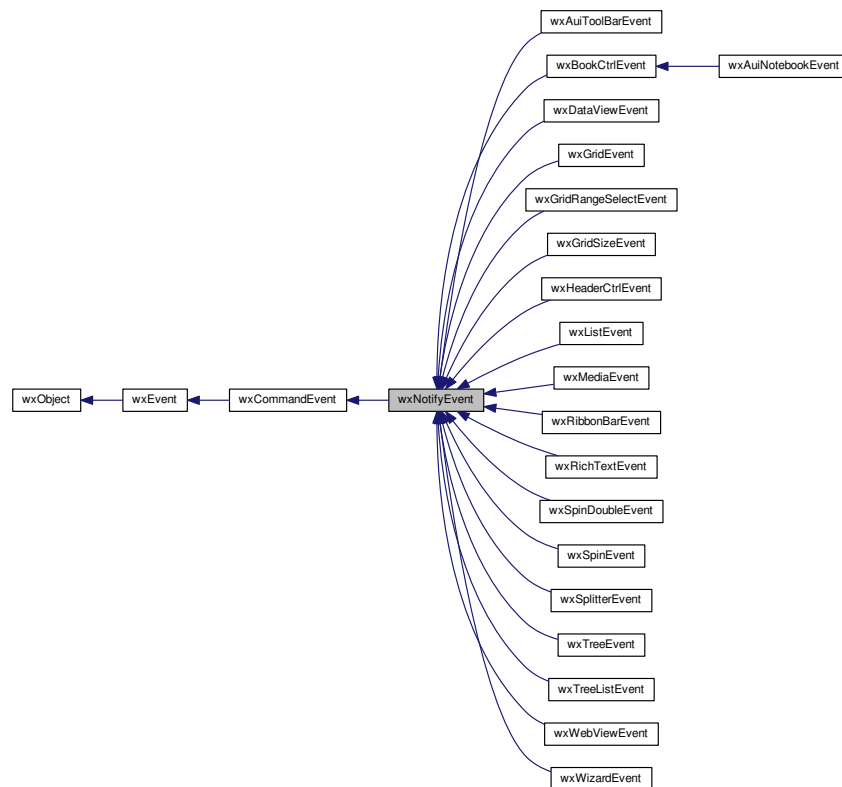 wxAuiToolBarEvent
wxBookCtrlEvent
wxAuiNotebookEvent
wxDataViewEvent
wxGridEvent
wxGridRangeSelectEvent
wxGridSizeEvent
wxHeaderCtrlEvent
wxListEvent
wxMediaEvent
wxObject
wxEvent
wxCommandEvent
wxNotifyEvent
wxRibbonBarEvent
wxRichTextEvent
wxSpinDoubleEvent
wxSpinEvent
wxSplitterEvent
wxTreeEvent
wxTreeListEvent
wxWebViewEvent
wxWizardEvent